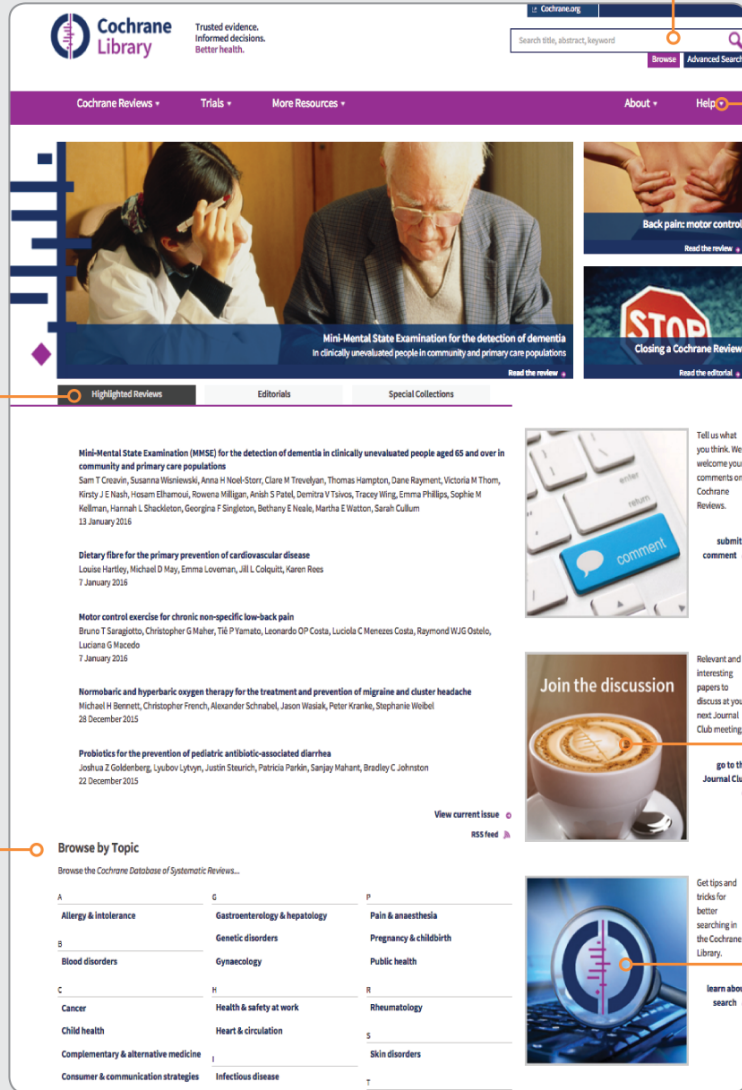 Cochrane.org
Cochrane
Library
Trusted evidence.
Informed decisions.
Better health.
Search title, abstract, keyword
Browse
Advanced Search
Cochrane Reviews
Trials
More Resources
About
Help
Mini-Mental State Examination for the detection of dementia
In clinically unevaluated people in community and primary care populations
Read the review
Back pain: motor control
Read the review
STOP
Closing a Cochrane Review
Read the editorial
Highlighted Reviews
Editorials
Special Collections
Mini-Mental State Examination (MMSE) for the detection of dementia in clinically unevaluated people aged 65 and over in
community and primary care populations
Sam T Creavin, Susanna Wisniewski, Anna H Noel-Storr, Clare M Trevelyan, Thomas Hampton, Dane Rayment, Victoria M Thom,
Kirsty J E Nash, Hosam Elhamoui, Rowena Milligan, Anish S Patel, Demitra V Tsivos, Tracey Wing, Emma Phillips, Sophie M
Kellman, Hannah L Shackleton, Georgina F Singleton, Bethany E Neale, Martha E Watton, Sarah Cullum
13 January 2016
Dietary fibre for the primary prevention of cardiovascular disease
Louise Hartley, Michael D May, Emma Loveman, Jill L Colquitt, Karen Rees
7 January 2016
Motor control exercise for chronic non-specific low-back pain
Bruno T Saragiotto, Christopher G Maher, Tiê P Yamato, Leonardo OP Costa, Luciola C Menezes Costa, Raymond WJG Ostelo,
Luciana G Macedo
7 January 2016
Normobaric and hyperbaric oxygen therapy for the treatment and prevention of migraine and cluster headache
Michael H Bennett, Christopher French, Alexander Schnabel, Jason Wasiak, Peter Kranke, Stephanie Weibel
28 December 2015
Probiotics for the prevention of pediatric antibiotic-associated diarrhea
Joshua Z Goldenberg, Lyubov Lytvyn, Justin Steurich, Patricia Parkin, Sanjay Mahant, Bradley C Johnston
22 December 2015
View current issue
RSS feed
enter
return
comment
Tell us what
you think. We
welcome you
comments on
Cochrane
Reviews.
submit
comment
Join the discussion
Relevant and
interesting
papers to
discuss at you
next Journal
Club meeting
go to th
Journal Clu
Get tips and
tricks for
better
searching in
the Cochrane
Library.
learn abou
search
Browse by Topic
Browse the Cochrane Database of Systematic Reviews...
A
Allergy & intolerance
B
Blood disorders
C
Cancer
Child health
Complementary & alternative medicine
Consumer & communication strategies
G
Gastroenterology & hepatology
Genetic disorders
Gynaecology
H
Health & safety at work
Heart & circulation
I
Infectious disease
P
Pain & anaesthesia
Pregnancy & childbirth
Public health
R
Rheumatology
S
Skin disorders
T